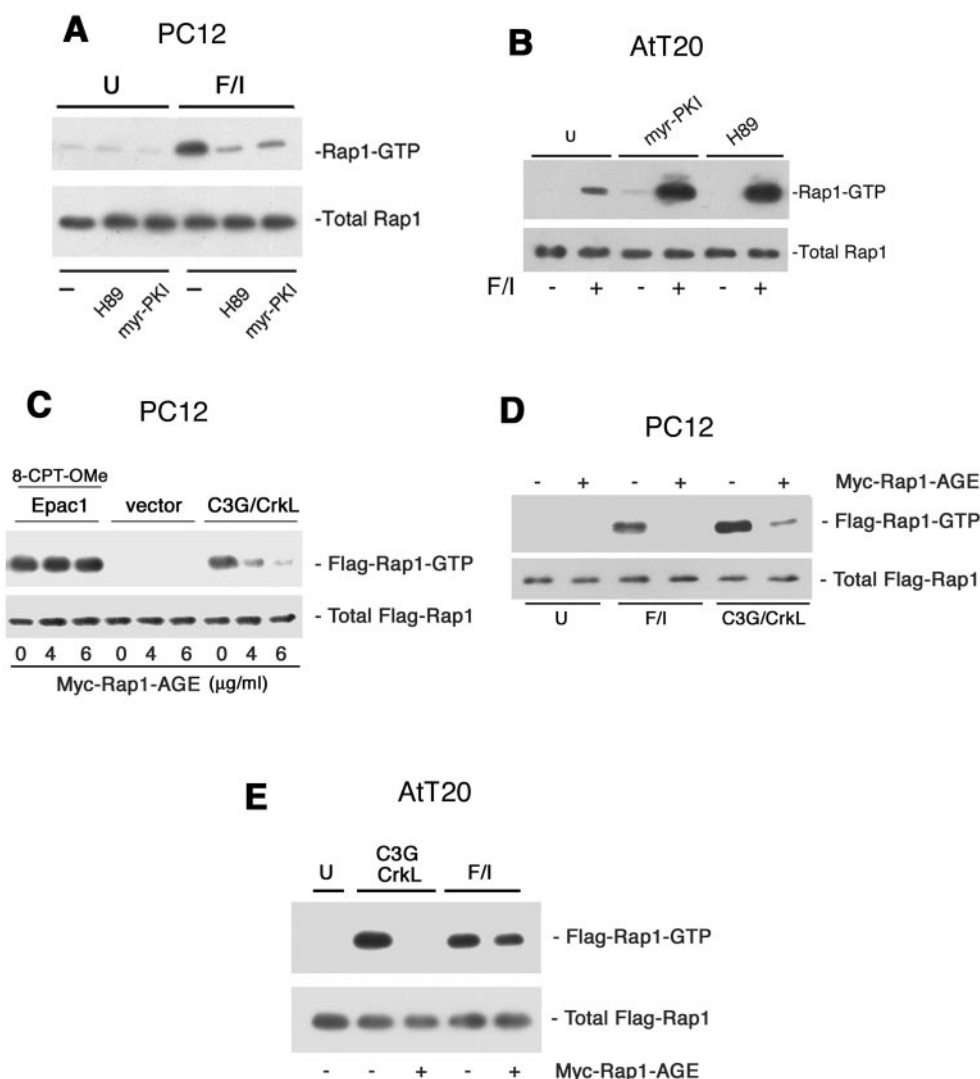 A
PC12
U F/I
-Rap1-GTP
-Total Rap1
– H89 myr-PKI – H89 myr-PKI
B
AtT20
U myr-PKI H89
-Rap1-GTP
-Total Rap1
F/I - + - + - +
C
PC12
8-CPT-OMe
Epac1 vector C3G/CrkL
- Flag-Rap1-GTP
- Total Flag-Rap1
0 4 6 0 4 6 0 4 6
Myc-Rap1-AGE (μg/ml)
D
PC12
- + - + - + Myc-Rap1-AGE
- Flag-Rap1-GTP
- Total Flag-Rap1
U F/I C3G/CrkL
E
AtT20
C3G
U CrkL F/I
- Flag-Rap1-GTP
- Total Flag-Rap1
- - + - + Myc-Rap1-AGE